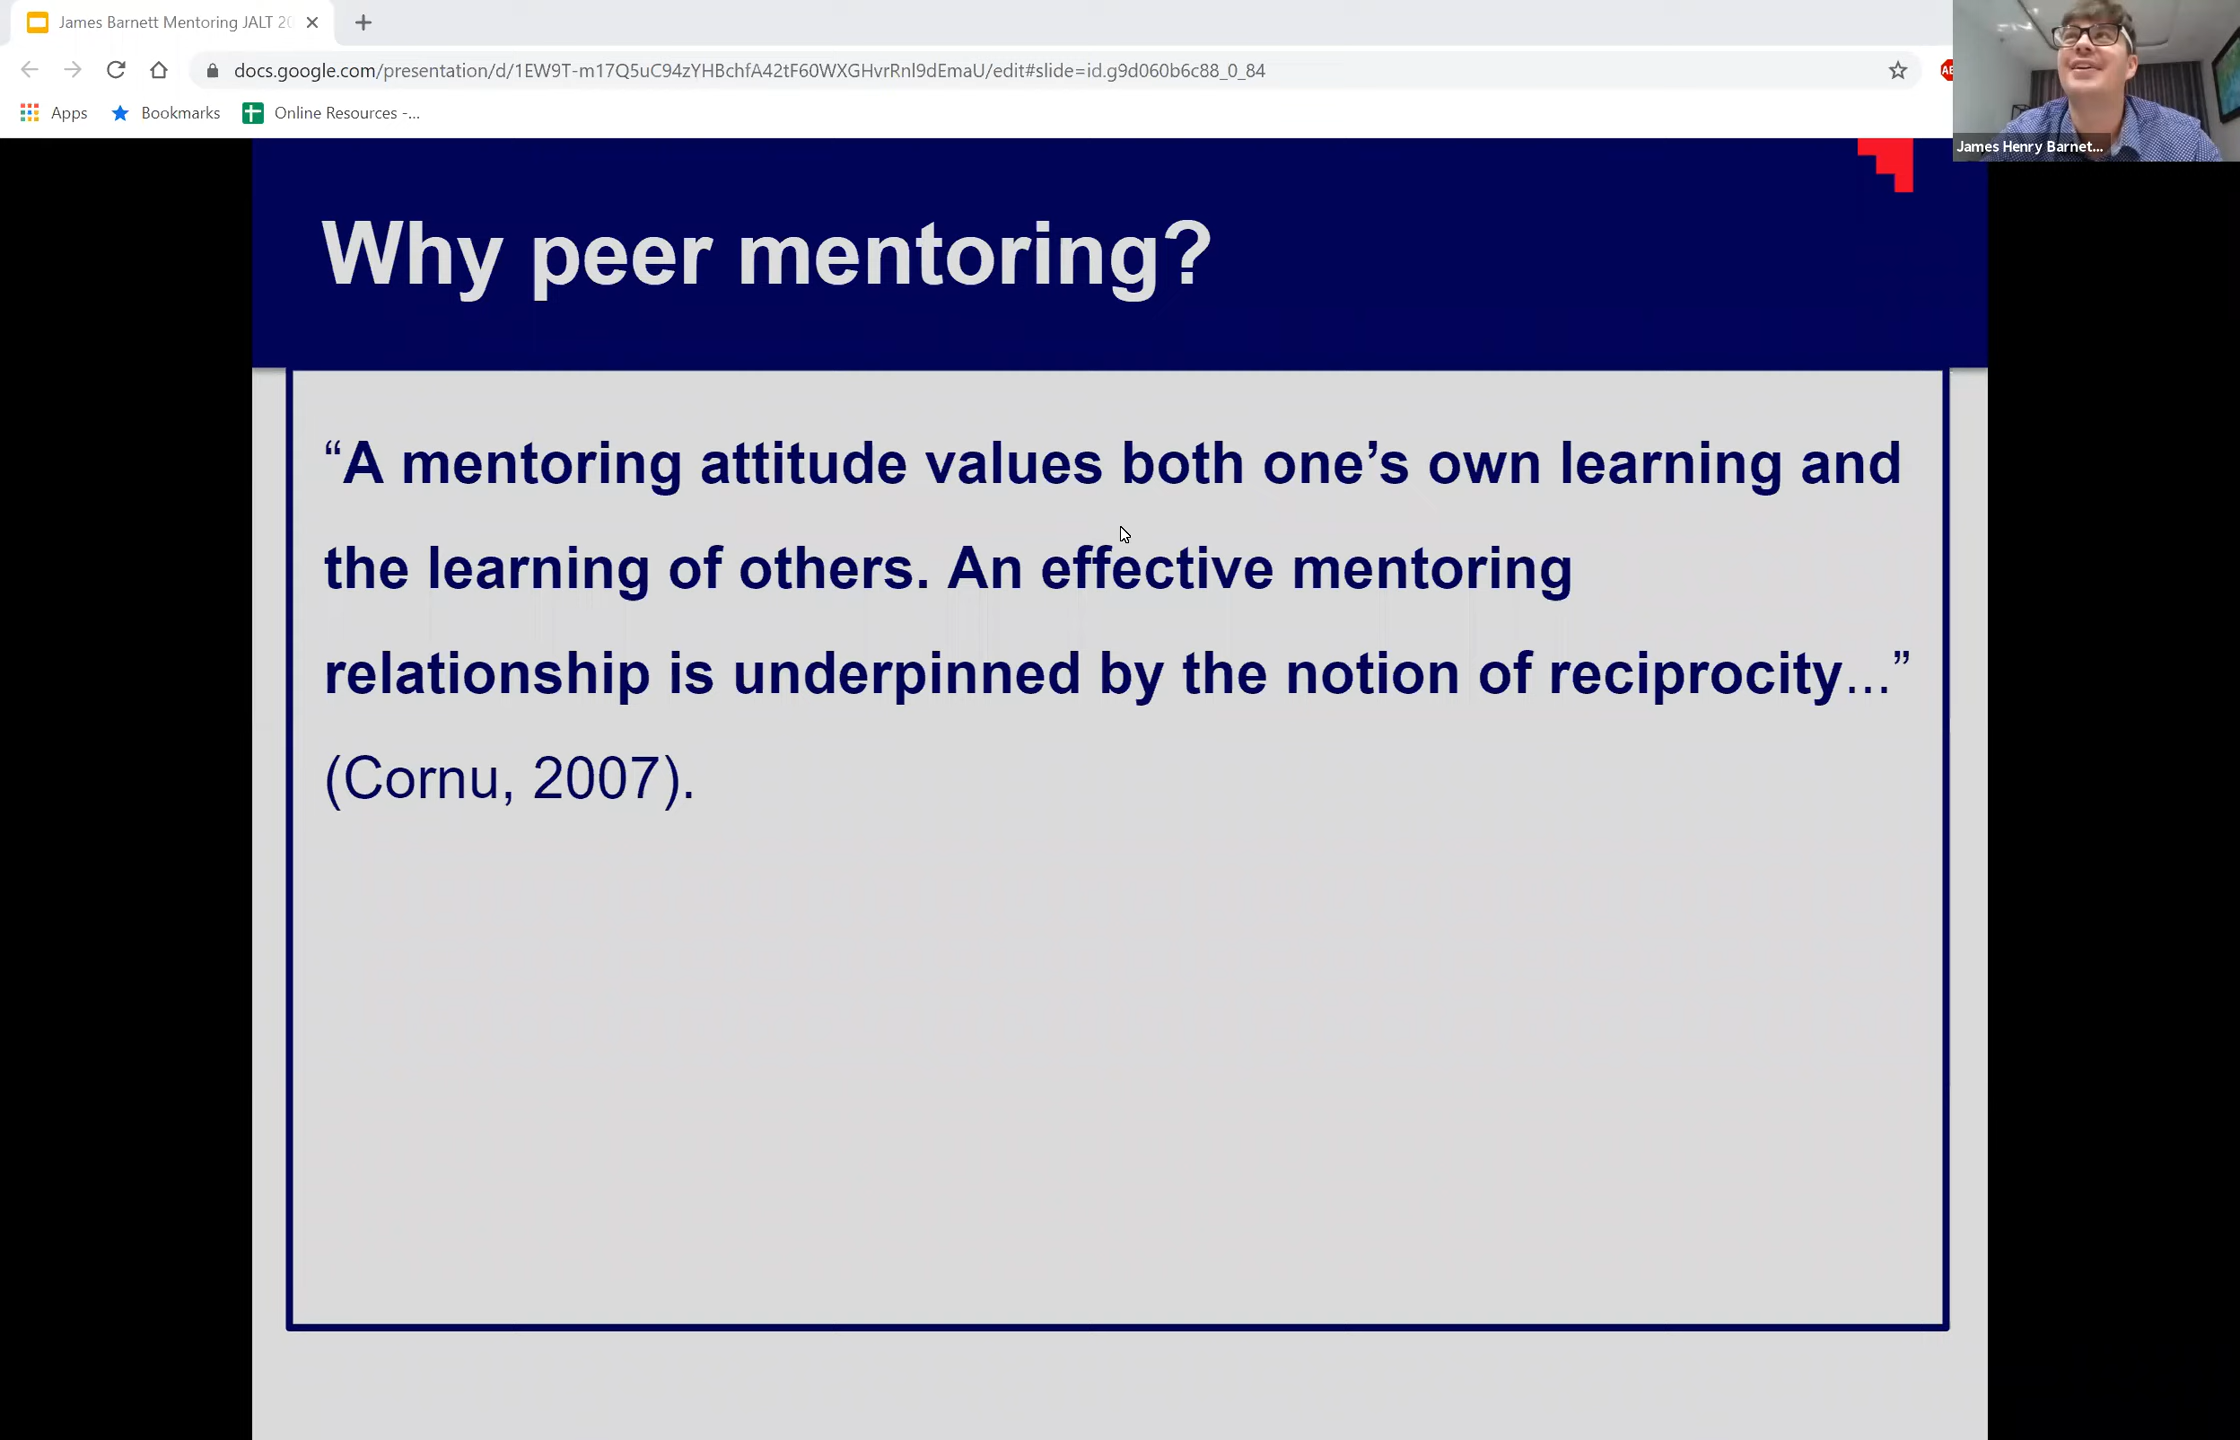 James Barnett Mentoring JALT 20
docs.google.com/presentation/d/1EW9T-m17Q5uC94zYHBchfA42tF60WXGHvrRnl9dEmaU/edit#slide=id.g9d060b6c88_0_84
Apps Bookmarks Online Resources -...
James Henry Barnet...
Why peer mentoring?
“A mentoring attitude values both one’s own learning and
the learning of others. An effective mentoring
relationship is underpinned by the notion of reciprocity...”
(Cornu, 2007).